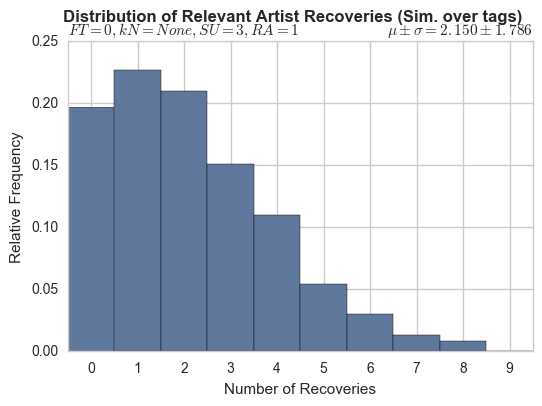 Distribution of Relevant Artist Recoveries (Sim. over tags)
FT = 0, kN = None, SU = 3, RA = 1 μ ± σ = 2.150 ± 1.786
0.25
0.20
0.15
0.10
0.05
0.00
Relative Frequency
0 1 2 3 4 5 6 7 8 9
Number of Recoveries